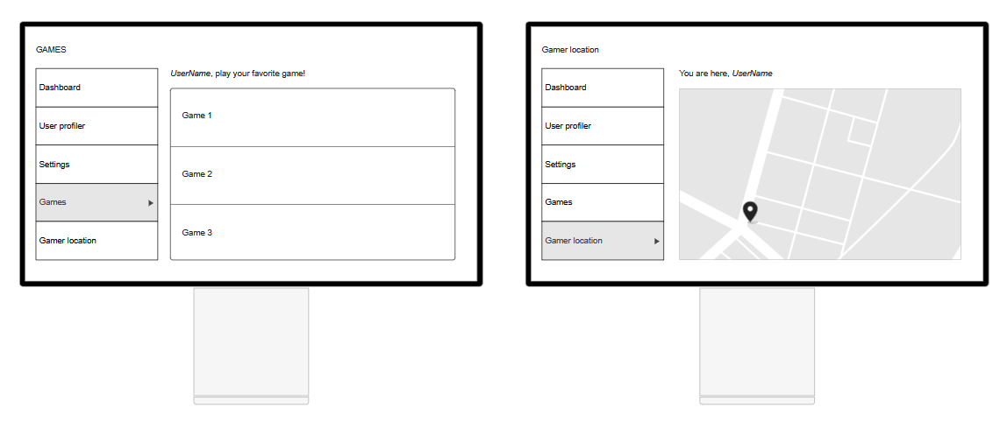 GAMES
Dashboard
User profiler
Settings
Games
Gamer location
UserName, play your favorite game!
Game 1
Game 2
Game 3
Gamer location
Dashboard
User profiler
Settings
Games
Gamer location
You are here, UserName